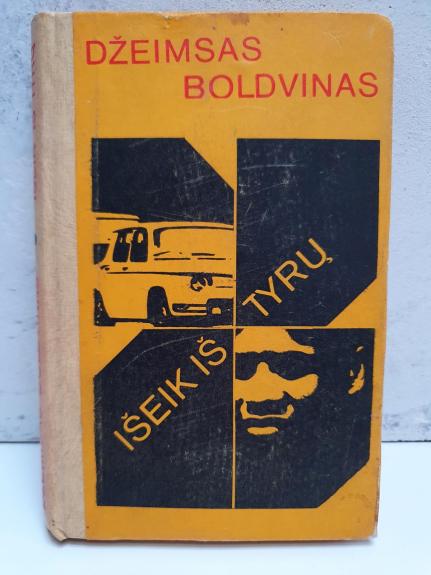 DŽEIMSAS
BOLDVINAS
IŠEIK IŠ
TYRŲ